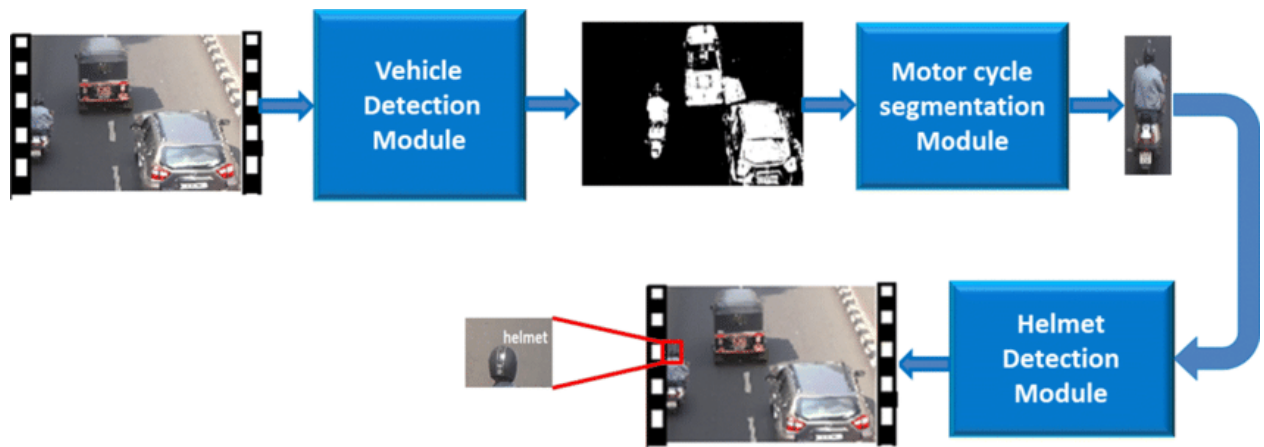 Vehicle
Detection
Module
Motor cycle
segmentation
Module
helmet
Helmet
Detection
Module